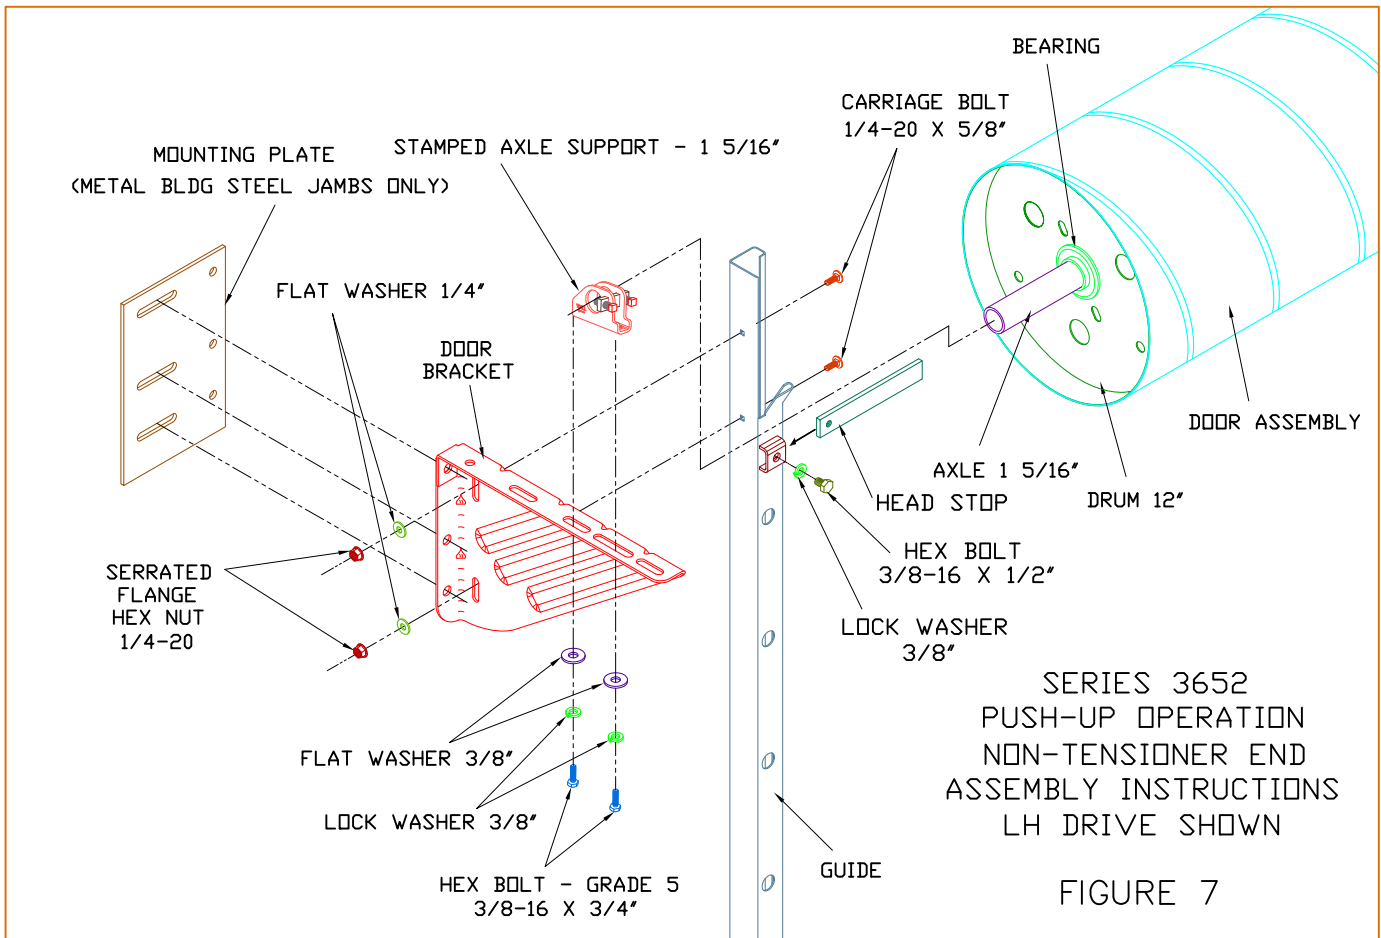 BEARING
CARRIAGE BOLT
1/4-20 X 5/8"
STAMPED AXLE SUPPORT - 1 5/16"
MOUNTING PLATE
(METAL BLDG STEEL JAMBS ONLY)
FLAT WASHER 1/4"
DOOR
BRACKET
DOOR ASSEMBLY
AXLE 1 5/16"
HEAD STOP
DRUM 12"
HEX BOLT
3/8-16 X 1/2"
SERRATED
FLANGE
HEX NUT
1/4-20
LOCK WASHER
3/8"
FLAT WASHER 3/8"
LOCK WASHER 3/8"
HEX BOLT - GRADE 5
3/8-16 X 3/4"
GUIDE
SERIES 3652
PUSH-UP OPERATION
NON-TENSIONER END
ASSEMBLY INSTRUCTIONS
LH DRIVE SHOWN
FIGURE 7